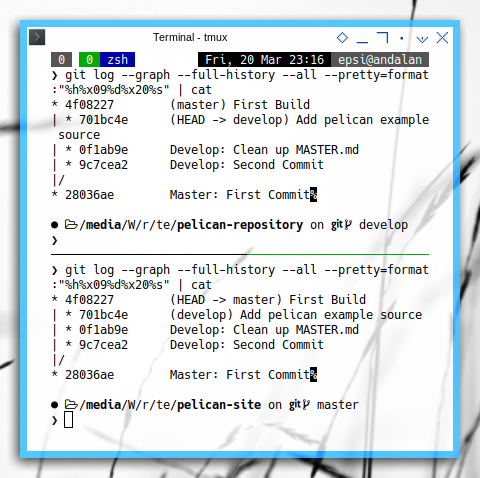 Terminal - tmux
0 0 zsh Fri, 20 Mar 23:16 epsi@andalan
❯ git log --graph --full-history --all --pretty=format
:"%h%x09%d%x20%s" | cat
* 4f08227 (master) First Build
| * 701bc4e (HEAD -> develop) Add pelican example
source
| * 0f1ab9e Develop: Clean up MASTER.md
| * 9c7cea2 Develop: Second Commit
|/
* 28036ae Master: First Commit%
/media/W/r/te/pelican-repository on git develop
❯
❯ git log --graph --full-history --all --pretty=format
:"%h%x09%d%x20%s" | cat
* 4f08227 (HEAD -> master) First Build
| * 701bc4e (develop) Add pelican example source
| * 0f1ab9e Develop: Clean up MASTER.md
| * 9c7cea2 Develop: Second Commit
|/
* 28036ae Master: First Commit%
/media/W/r/te/pelican-site on git master
❯